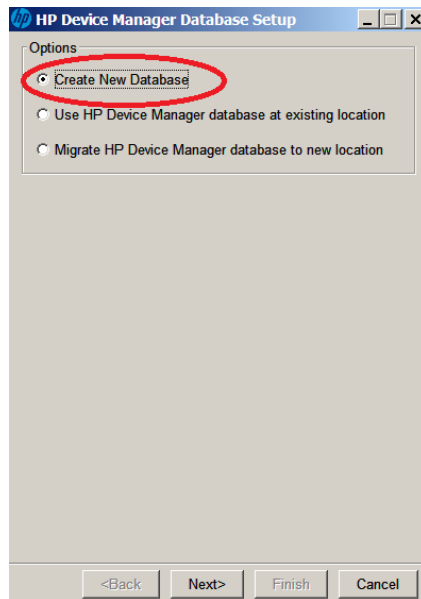 hp HP Device Manager Database Setup
Options
Create New Database
Use HP Device Manager database at existing location
Migrate HP Device Manager database to new location
<Back Next> Finish Cancel